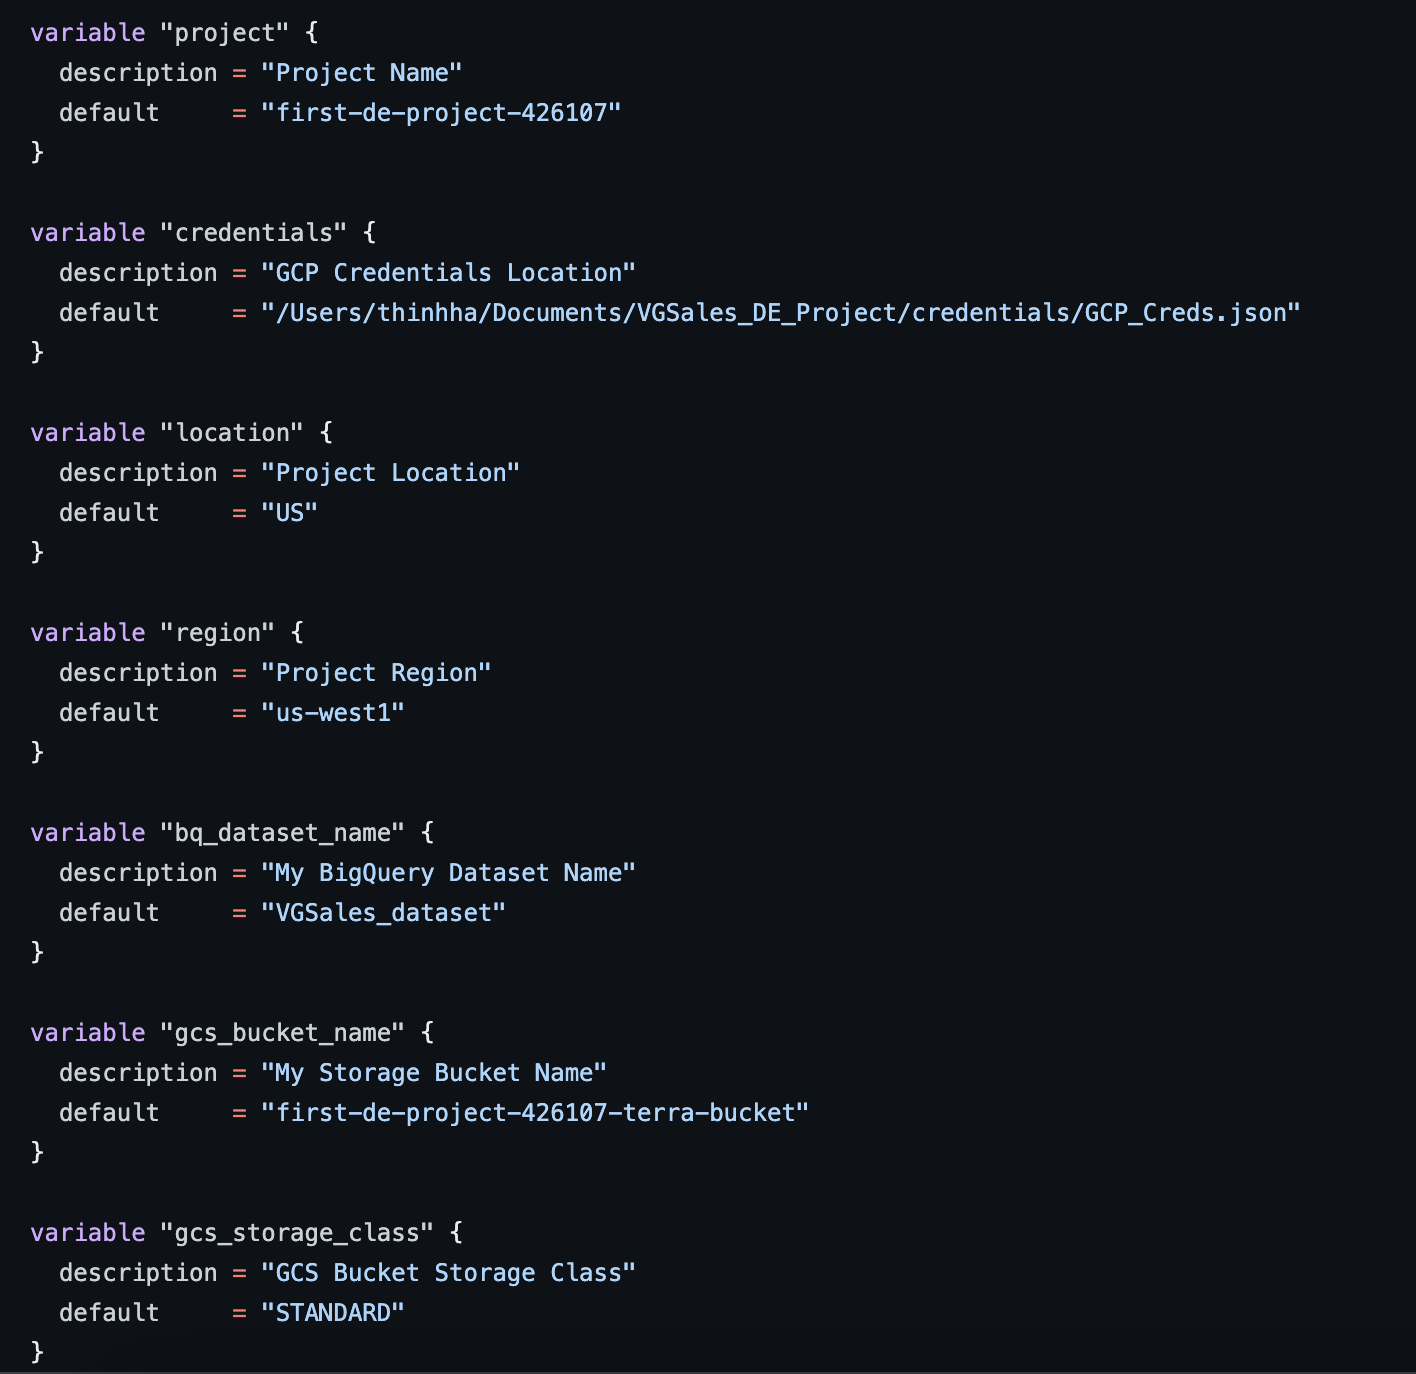 variable "project" {
  description = "Project Name"
  default     = "first-de-project-426107"
}

variable "credentials" {
  description = "GCP Credentials Location"
  default     = "/Users/thinhha/Documents/VGSales_DE_Project/credentials/GCP_Creds.json"
}

variable "location" {
  description = "Project Location"
  default     = "US"
}

variable "region" {
  description = "Project Region"
  default     = "us-west1"
}

variable "bq_dataset_name" {
  description = "My BigQuery Dataset Name"
  default     = "VGSales_dataset"
}

variable "gcs_bucket_name" {
  description = "My Storage Bucket Name"
  default     = "first-de-project-426107-terra-bucket"
}

variable "gcs_storage_class" {
  description = "GCS Bucket Storage Class"
  default     = "STANDARD"
}